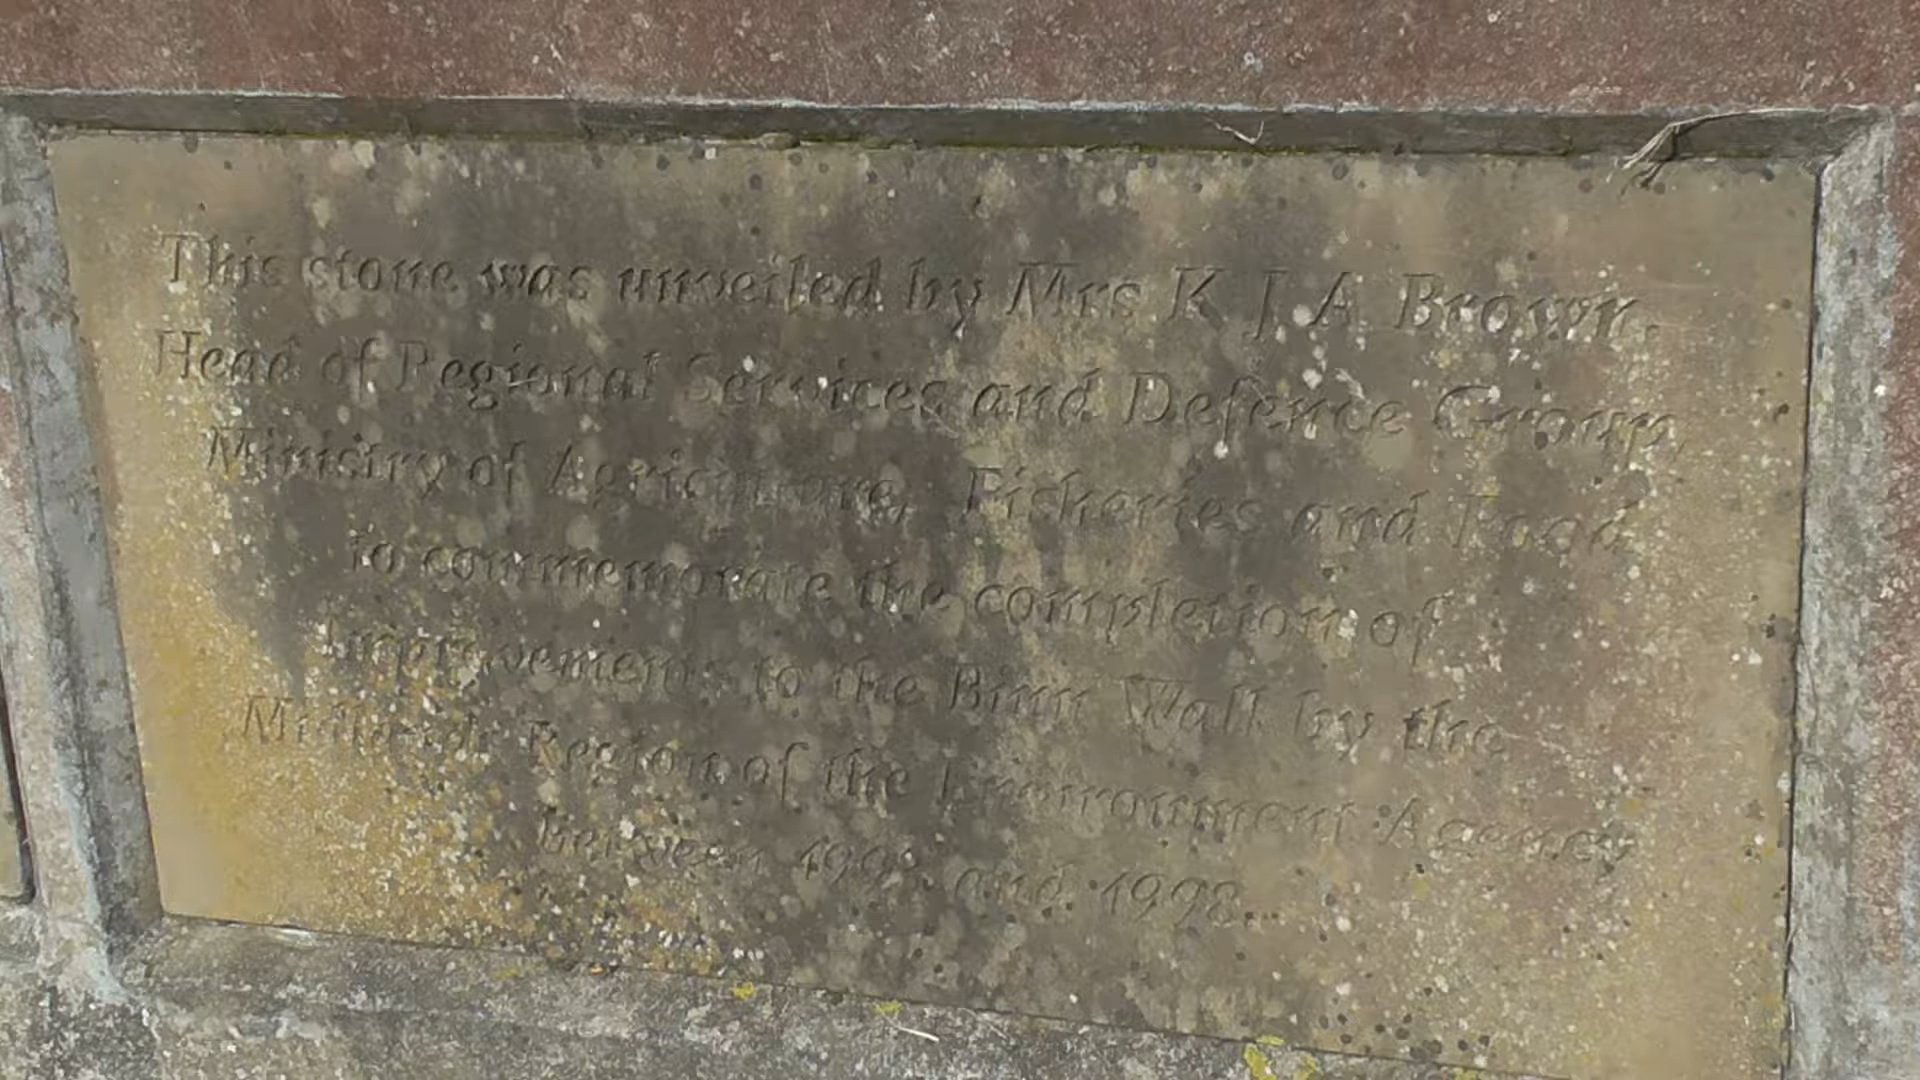 This stone was unveiled by Mrs K J A Brown,
Head of Regional Services and Defence Group,
Ministry of Agriculture, Fisheries and Food
to commemorate the completion of
improvements to the Binn Wall by the
Midlands Region of the Environment Agency
between and 1998.